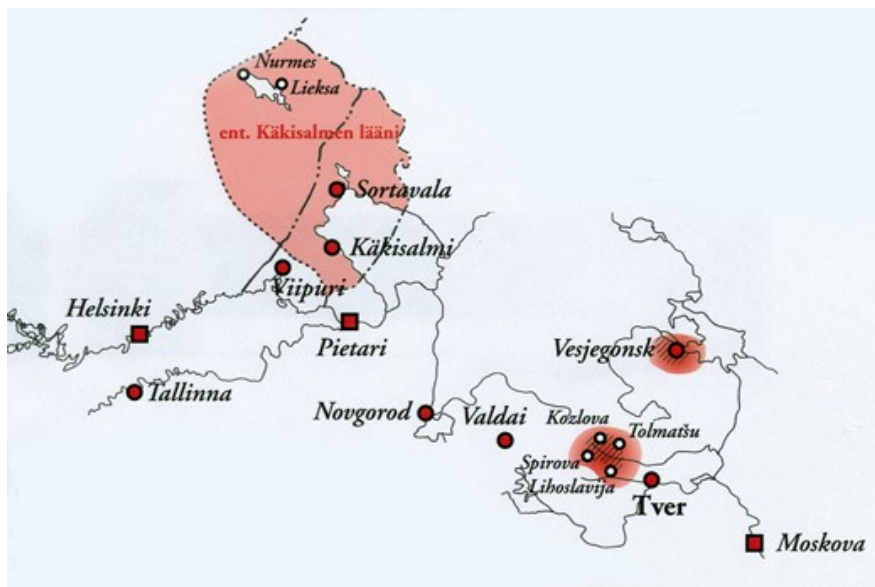 Nurmes
Lieksa
ent. Käkisalmen lääni
Sortavala
Käkisalmi
Viipuri
Helsinki
Pietari
Vesjegonsk
Tallinna
Novgorod
Valdai
Kozlova
Tolmatšu
Spirova
Lihoslavija
Tver
Moskova